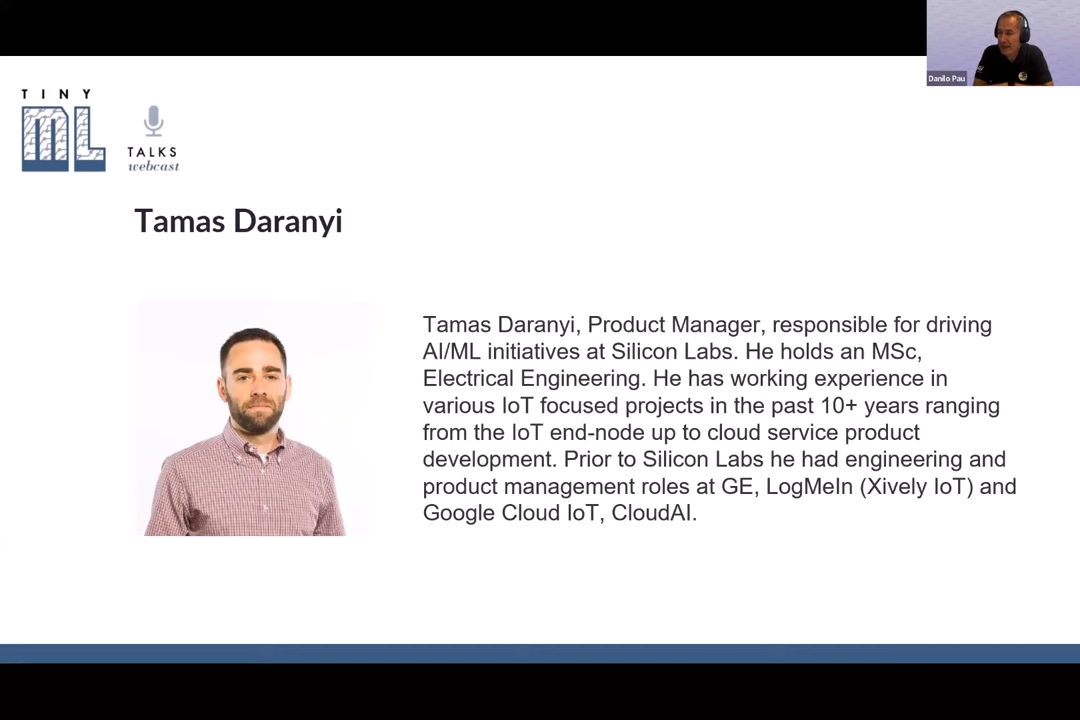 Danilo Pau
TINY
ML
TALKS
webcast
Tamas Daranyi
Tamas Daranyi, Product Manager, responsible for driving
AI/ML initiatives at Silicon Labs. He holds an MSc,
Electrical Engineering. He has working experience in
various IoT focused projects in the past 10+ years ranging
from the IoT end-node up to cloud service product
development. Prior to Silicon Labs he had engineering and
product management roles at GE, LogMeIn (Xively IoT) and
Google Cloud IoT, CloudAI.